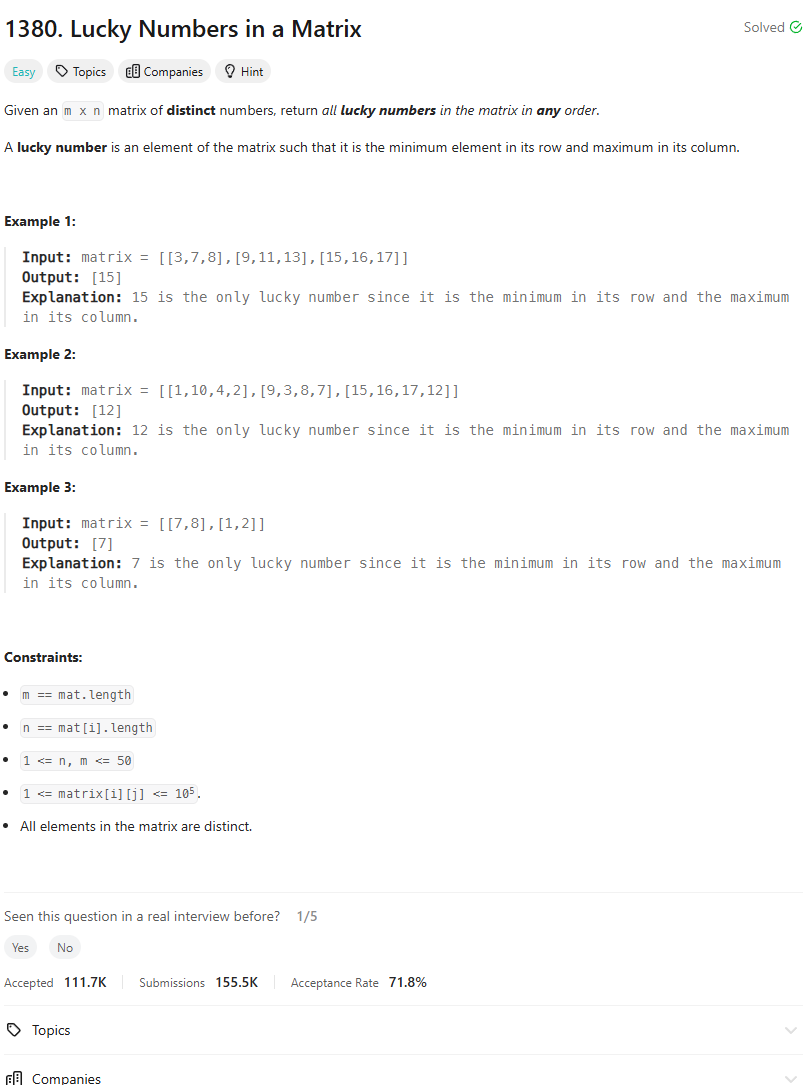 1380. Lucky Numbers in a Matrix
Solved
Easy Topics Companies Hint
Given an m x n matrix of distinct numbers, return all lucky numbers in the matrix in any order.
A lucky number is an element of the matrix such that it is the minimum element in its row and maximum in its column.
Example 1:
Input: matrix = [[3,7,8],[9,11,13],[15,16,17]]
Output: [15]
Explanation: 15 is the only lucky number since it is the minimum in its row and the maximum
in its column.
Example 2:
Input: matrix = [[1,10,4,2],[9,3,8,7],[15,16,17,12]]
Output: [12]
Explanation: 12 is the only lucky number since it is the minimum in its row and the maximum
in its column.
Example 3:
Input: matrix = [[7,8],[1,2]]
Output: [7]
Explanation: 7 is the only lucky number since it is the minimum in its row and the maximum
in its column.
Constraints:
• m == mat.length
• n == mat[i].length
• 1 <= n, m <= 50
• 1 <= matrix[i][j] <= 10⁵.
• All elements in the matrix are distinct.
Seen this question in a real interview before? 1/5
Yes No
Accepted 111.7K Submissions 155.5K Acceptance Rate 71.8%
Topics
Companies